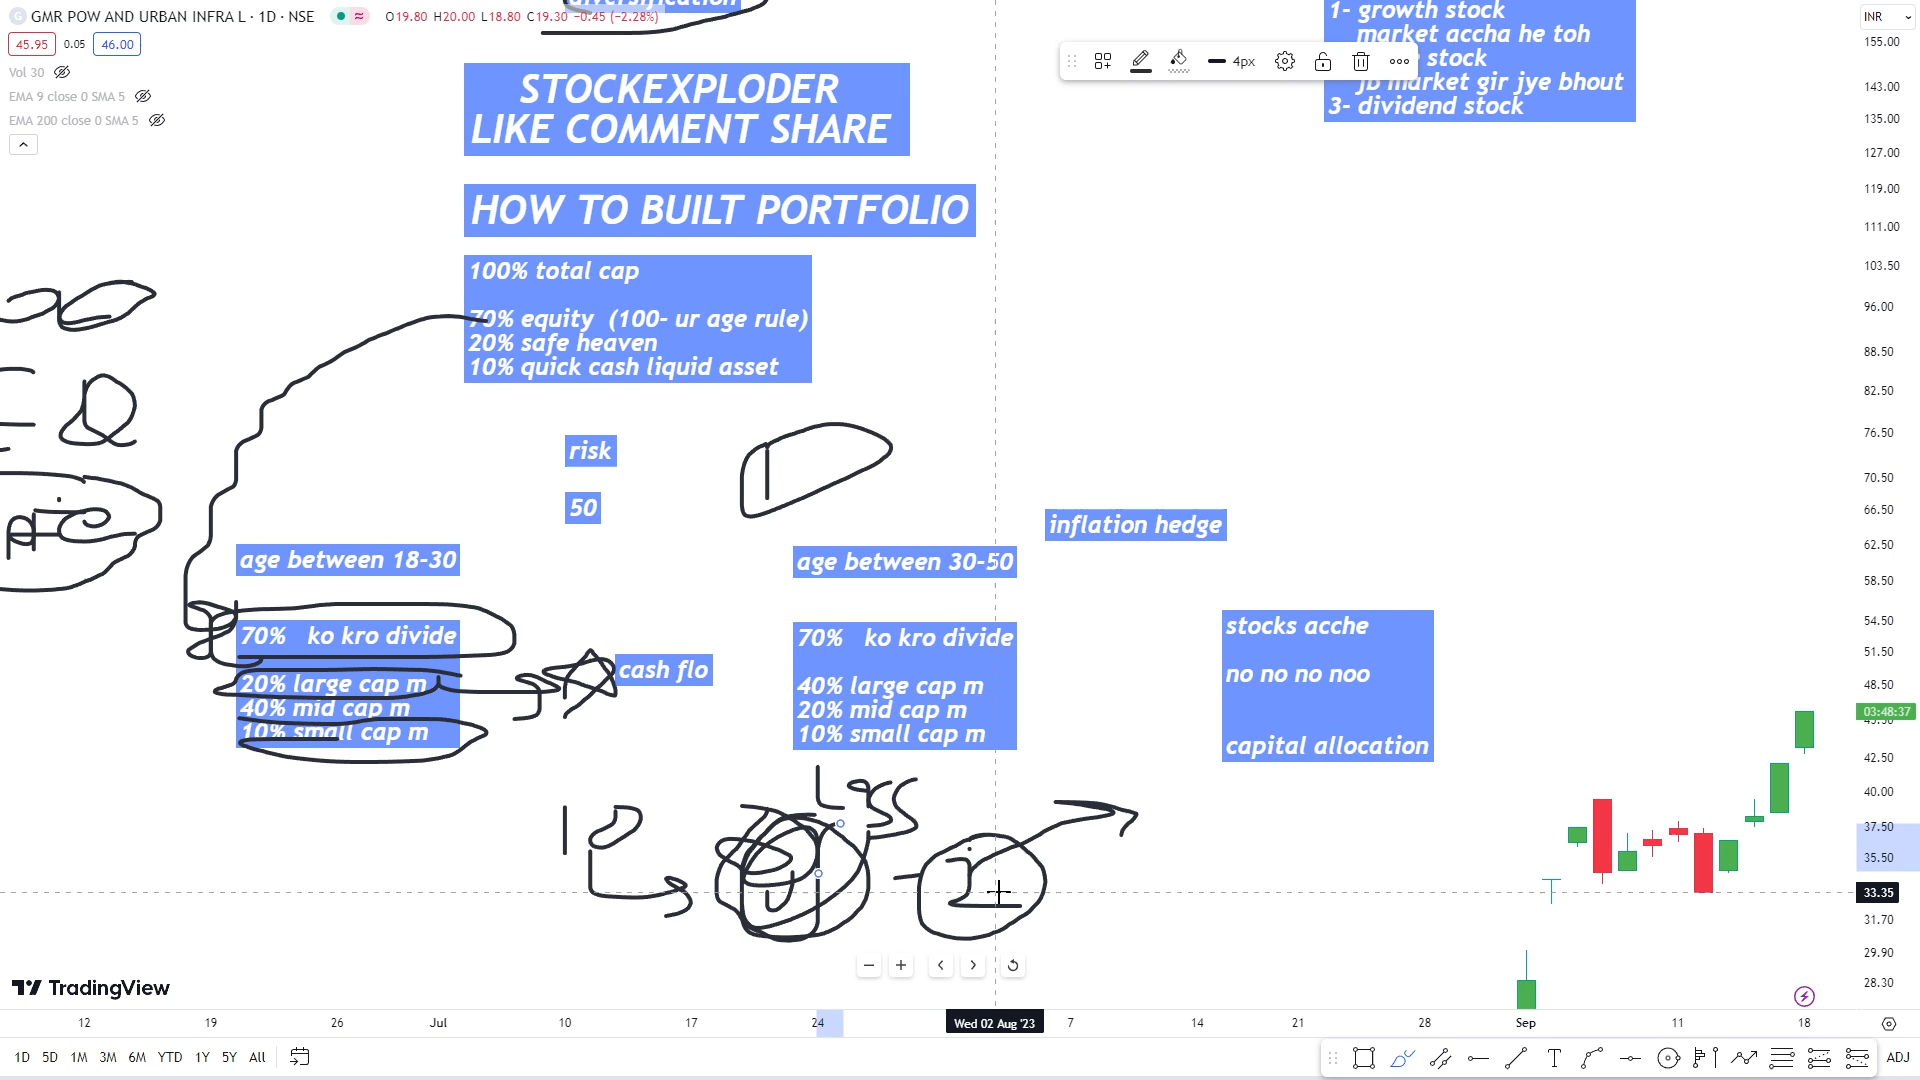 GMR POW AND URBAN INFRA L · 1D · NSE
O19.80 H20.00 L18.80 C19.30 −0.45 (−2.28%)
diversification
45.95 0.05 46.00
Vol 30
EMA 9 close 0 SMA 5
EMA 200 close 0 SMA 5
1- growth stock
market accha he toh
stock
jb market gir jye bhout
3- dividend stock
4px
STOCKEXPLODER
LIKE COMMENT SHARE
HOW TO BUILT PORTFOLIO
100% total cap
70% equity (100- ur age rule)
20% safe heaven
10% quick cash liquid asset
risk
50
inflation hedge
age between 18-30
70% ko kro divide
20% large cap m
40% mid cap m
10% small cap m
cash flo
age between 30-50
70% ko kro divide
40% large cap m
20% mid cap m
10% small cap m
stocks acche
no no no noo
capital allocation
INR
155.00
143.00
135.00
127.00
119.00
111.00
103.50
96.00
88.50
82.50
76.50
70.50
66.50
62.50
58.50
54.50
51.50
48.50
03:48:37
42.50
40.00
37.50
35.50
33.35
31.70
29.90
28.30
TradingView
12 19 26 Jul 10 17 24 Wed 02 Aug '23 7 14 21 28 Sep 11 18
1D 5D 1M 3M 6M YTD 1Y 5Y All
ADJ